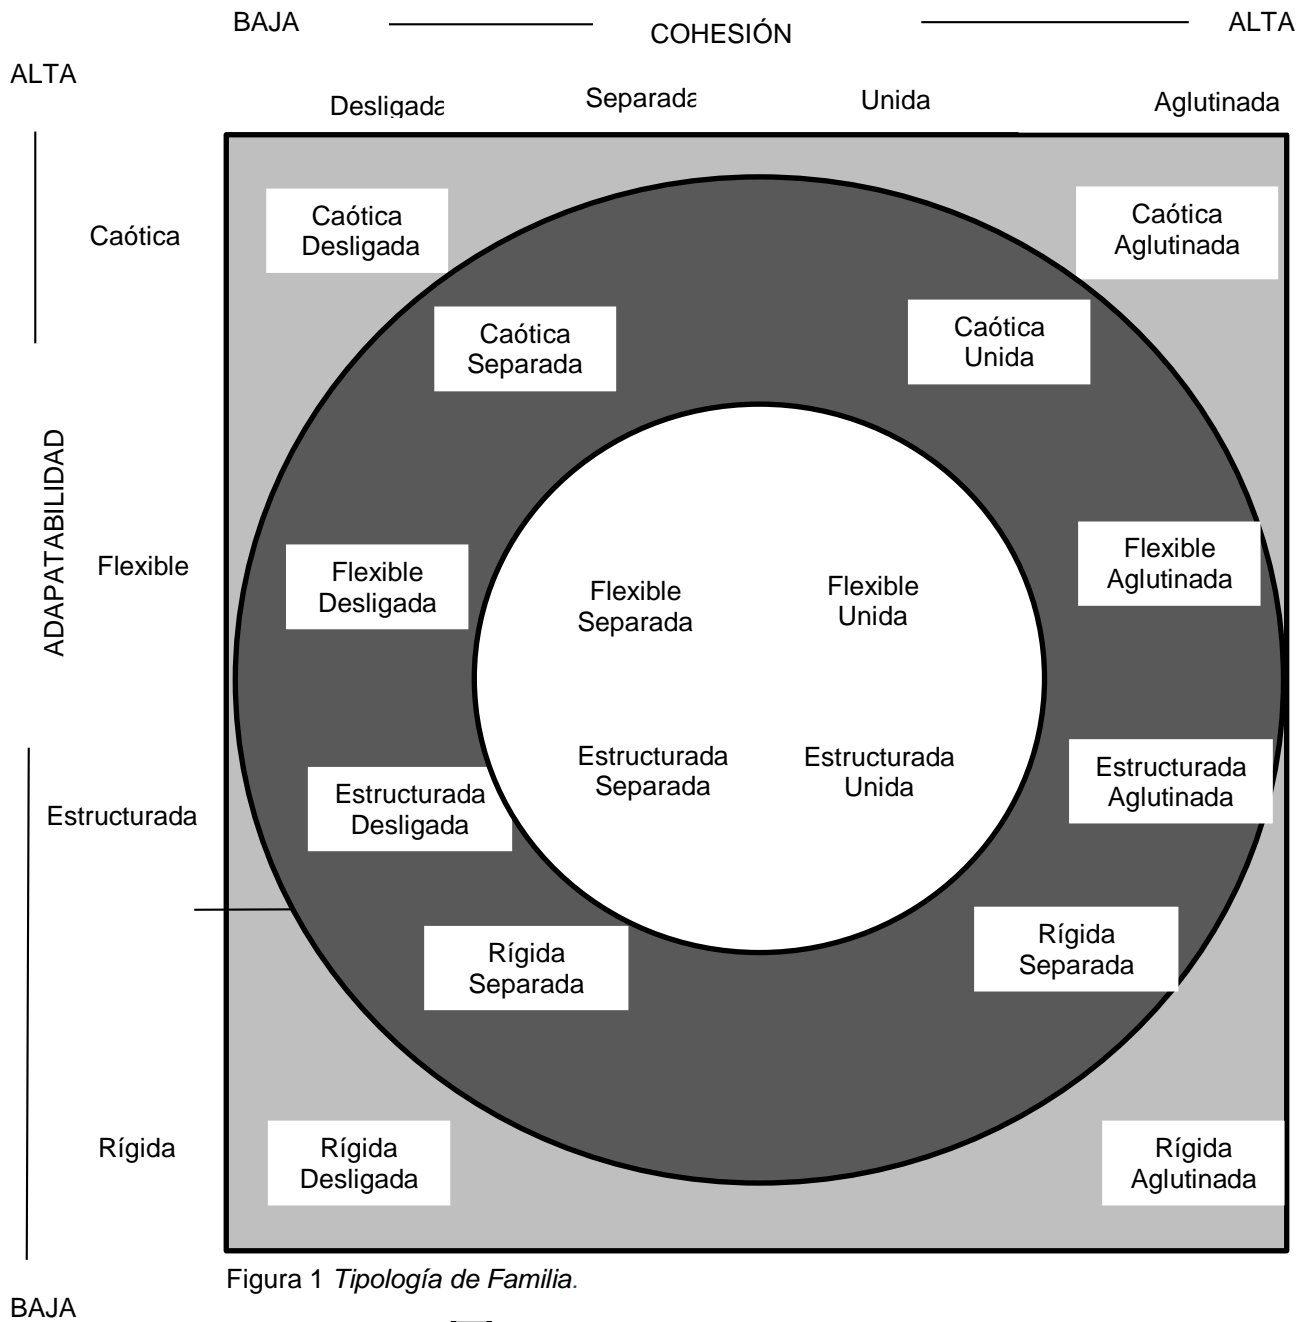 BAJA
COHESIÓN
ALTA
ALTA
Desligada
Separada
Unida
Aglutinada
Caótica
Caótica
Desligada
Caótica
Aglutinada
Caótica
Separada
Caótica
Unida
ADAPATABILIDAD
Flexible
Flexible
Desligada
Flexible
Separada
Flexible
Unida
Flexible
Aglutinada
Estructurada
Estructurada
Desligada
Estructurada
Separada
Estructurada
Unida
Estructurada
Aglutinada
Rígida
Separada
Rígida
Separada
Rígida
Rígida
Desligada
Rígida
Aglutinada
Figura 1 Tipología de Familia.
BAJA